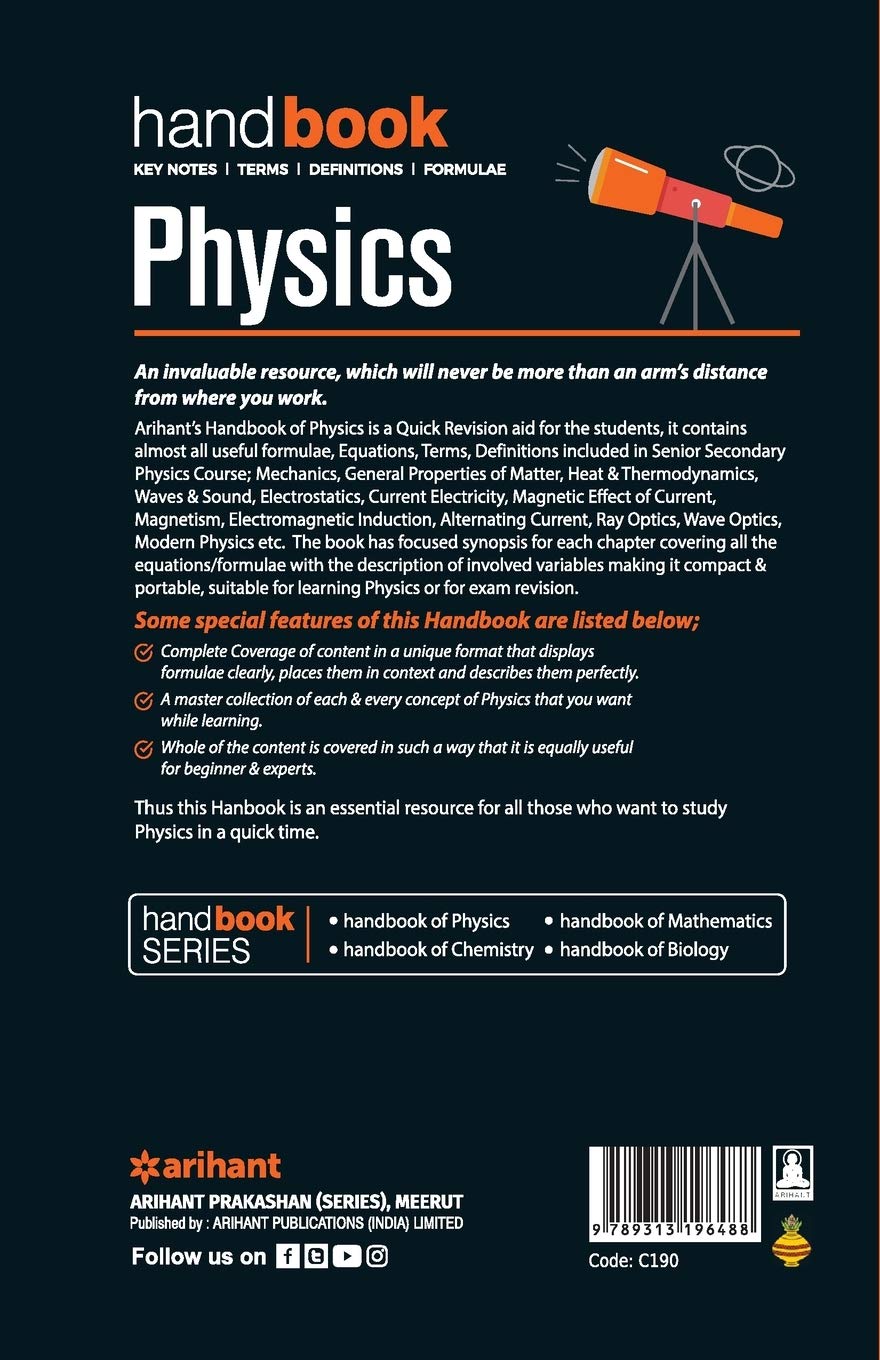 handbook
KEY NOTES | TERMS | DEFINITIONS | FORMULAE
Physics
An invaluable resource, which will never be more than an arm's distance
from where you work.
Arihant's Handbook of Physics is a Quick Revision aid for the students, it contains
almost all useful formulae, Equations, Terms, Definitions included in Senior Secondary
Physics Course; Mechanics, General Properties of Matter, Heat & Thermodynamics,
Waves & Sound, Electrostatics, Current Electricity, Magnetic Effect of Current,
Magnetism, Electromagnetic Induction, Alternating Current, Ray Optics, Wave Optics,
Modern Physics etc. The book has focused synopsis for each chapter covering all the
equations/formulae with the description of involved variables making it compact &
portable, suitable for learning Physics or for exam revision.
Some special features of this Handbook are listed below;
Complete Coverage of content in a unique format that displays
formulae clearly, places them in context and describes them perfectly.
A master collection of each & every concept of Physics that you want
while learning.
Whole of the content is covered in such a way that it is equally useful
for beginner & experts.
Thus this Hanbook is an essential resource for all those who want to study
Physics in a quick time.
handbook
SERIES
• handbook of Physics
• handbook of Mathematics
• handbook of Chemistry
• handbook of Biology
arihant
ARIHANT PRAKASHAN (SERIES), MEERUT
Published by : ARIHANT PUBLICATIONS (INDIA) LIMITED
Follow us on
9 789313 196488
Code: C190
ARIHANT